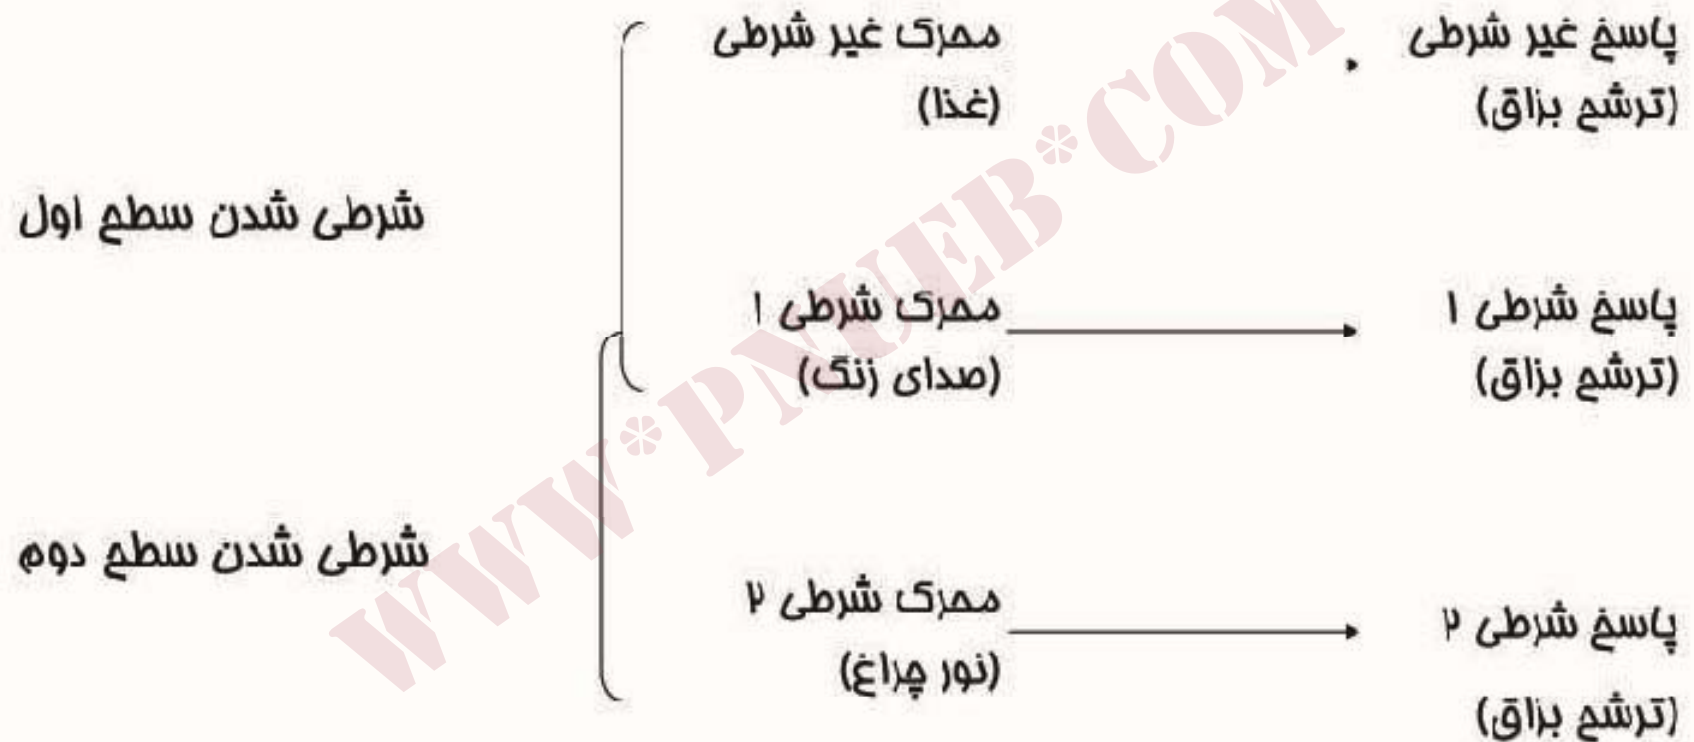 پاسخ غیر شرطی
(ترشح بزاق)
محرک غیر شرطی
(غذا)
شرطی شدن سطح اول
پاسخ شرطی ۱
(ترشح بزاق)
محرک شرطی ۱
(صدای زنگ)
شرطی شدن سطح دوم
پاسخ شرطی ۲
(ترشح بزاق)
محرک شرطی ۲
(نور چراغ)
WWW*PNUEB*COM